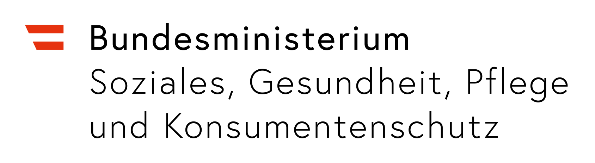 Bundesministerium
Soziales, Gesundheit, Pflege
und Konsumentenschutz